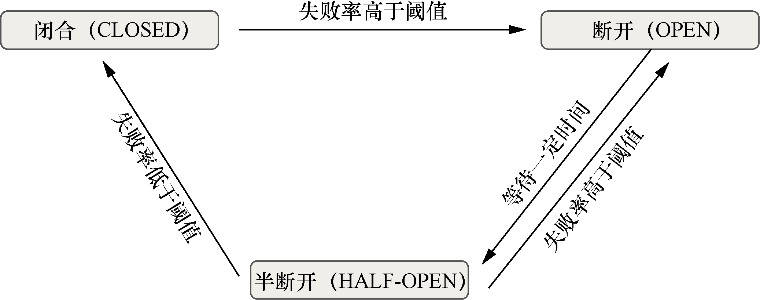 失败率高于阈值
闭合（CLOSED）
断开（OPEN）
失败率低于阈值
等待一定时间
失败率高于阈值
半断开（HALF-OPEN）